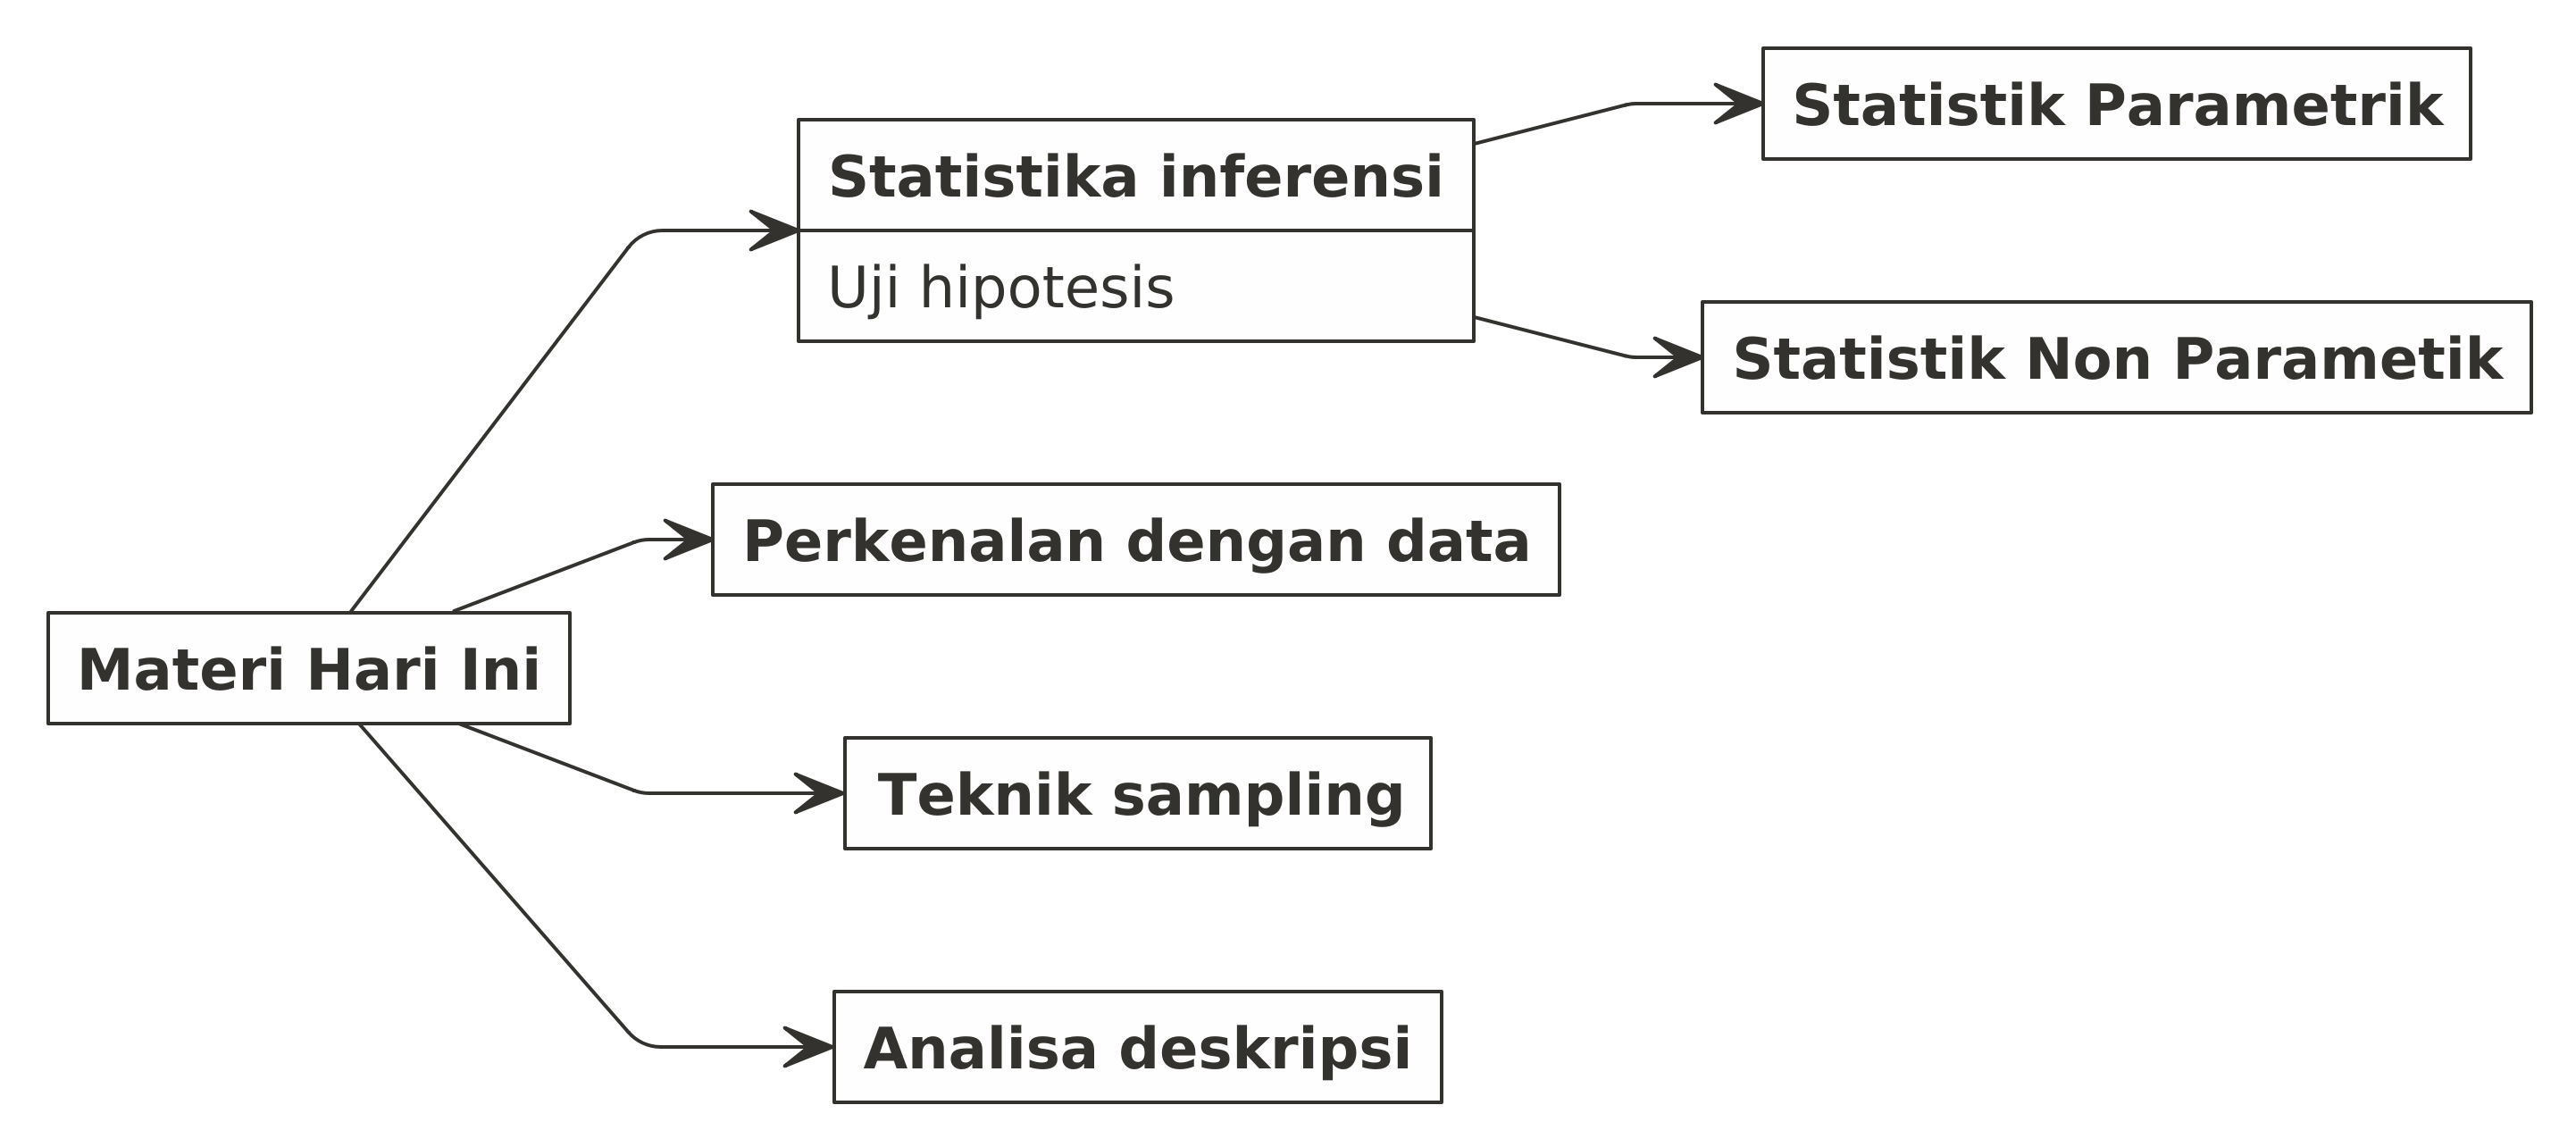 Materi Hari Ini
Statistika inferensi
Uji hipotesis
Statistik Parametrik
Statistik Non Parametik
Perkenalan dengan data
Teknik sampling
Analisa deskripsi